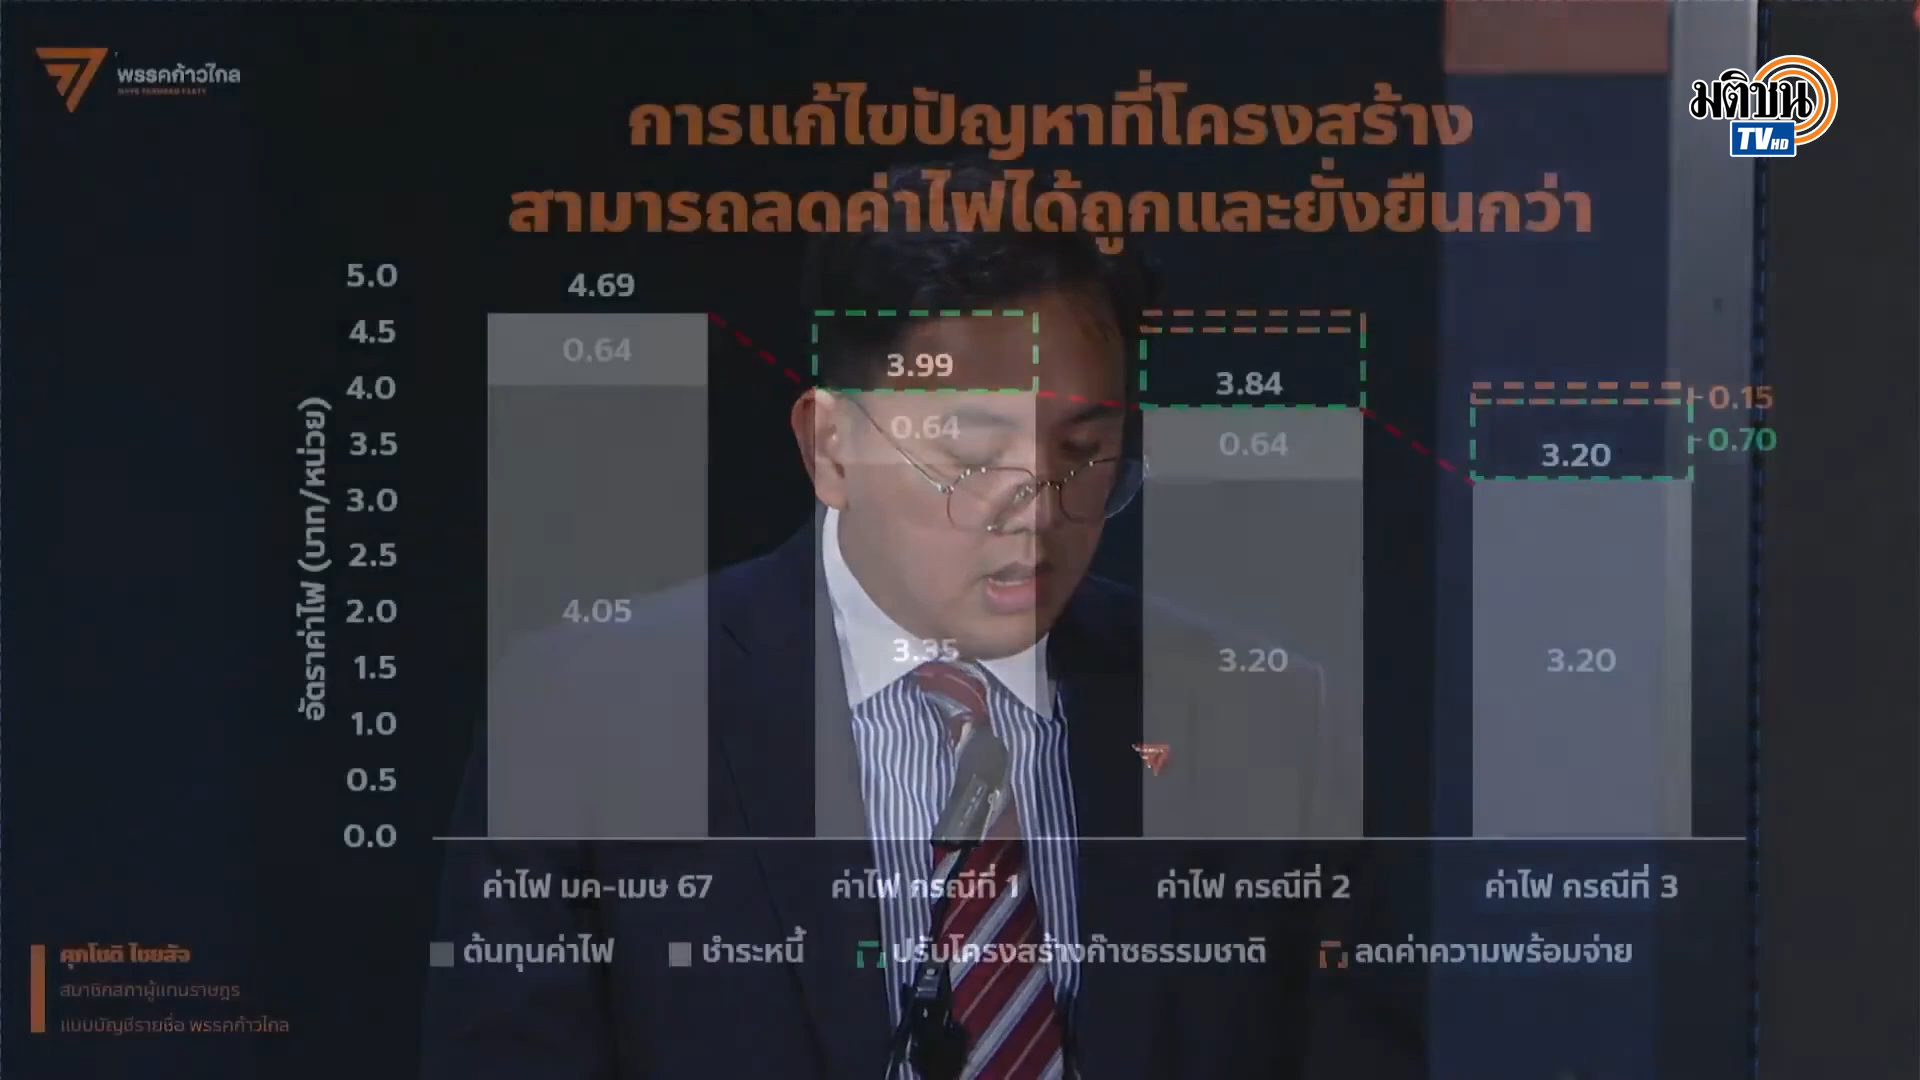 พรรคก้าวไกล
MOVE FORWARD PARTY
มติชน
TV HD
การแก้ไขปัญหาที่โครงสร้าง
สามารถลดค่าไฟได้ถูกและยั่งยืนกว่า
อัตราค่าไฟ (บาท/หน่วย)
5.0
4.5
4.0
3.5
3.0
2.5
2.0
1.5
1.0
0.5
0.0
4.69
0.64
4.05
3.99
0.64
3.35
3.84
0.64
3.20
3.20
3.20
-0.15
-0.70
ค่าไฟ มค-เมษ 67
ค่าไฟ กรณีที่ 1
ค่าไฟ กรณีที่ 2
ค่าไฟ กรณีที่ 3
ต้นทุนค่าไฟ
ชำระหนี้
ปรับโครงสร้างก๊าซธรรมชาติ
ลดค่าความพร้อมจ่าย
ศุภโชติ ไชยสัจ
สมาชิกสภาผู้แทนราษฎร
แบบบัญชีรายชื่อ พรรคก้าวไกล